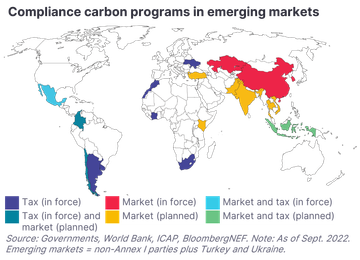 Compliance carbon programs in emerging markets
Tax (in force)
Market (in force)
Market and tax (in force)
Tax (in force) and
market (planned)
Market (planned)
Market and tax (planned)
Source: Governments, World Bank, ICAP, BloombergNEF. Note: As of Sept. 2022.
Emerging markets = non-Annex I parties plus Turkey and Ukraine.